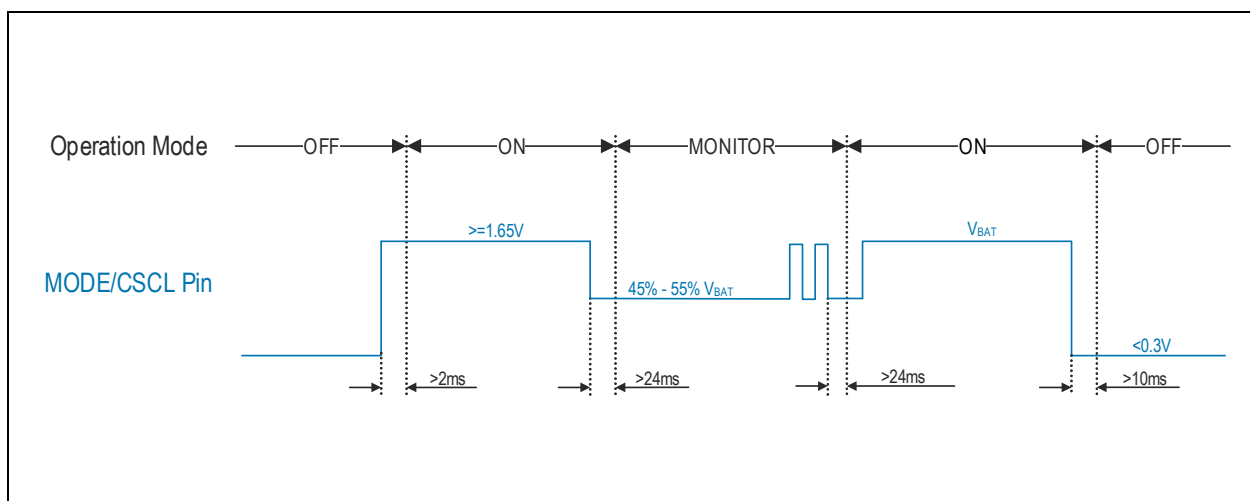 Operation Mode OFF ON MONITOR ON OFF
>=1.65V VBAT
MODE/CSCL Pin 45% - 55% VBAT
<0.3V
>2ms >24ms >24ms >10ms